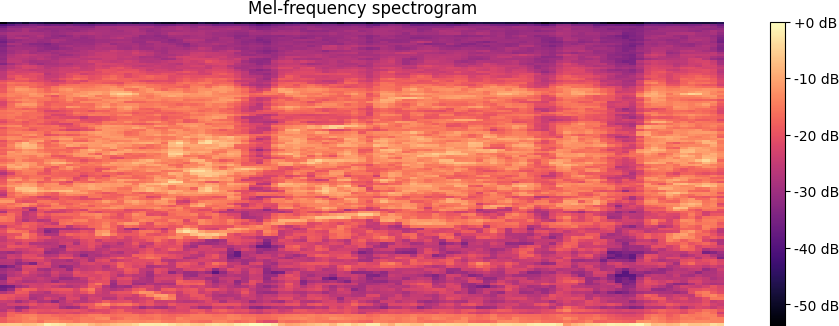 Mel-frequency spectrogram
+0 dB
-10 dB
-20 dB
-30 dB
-40 dB
-50 dB